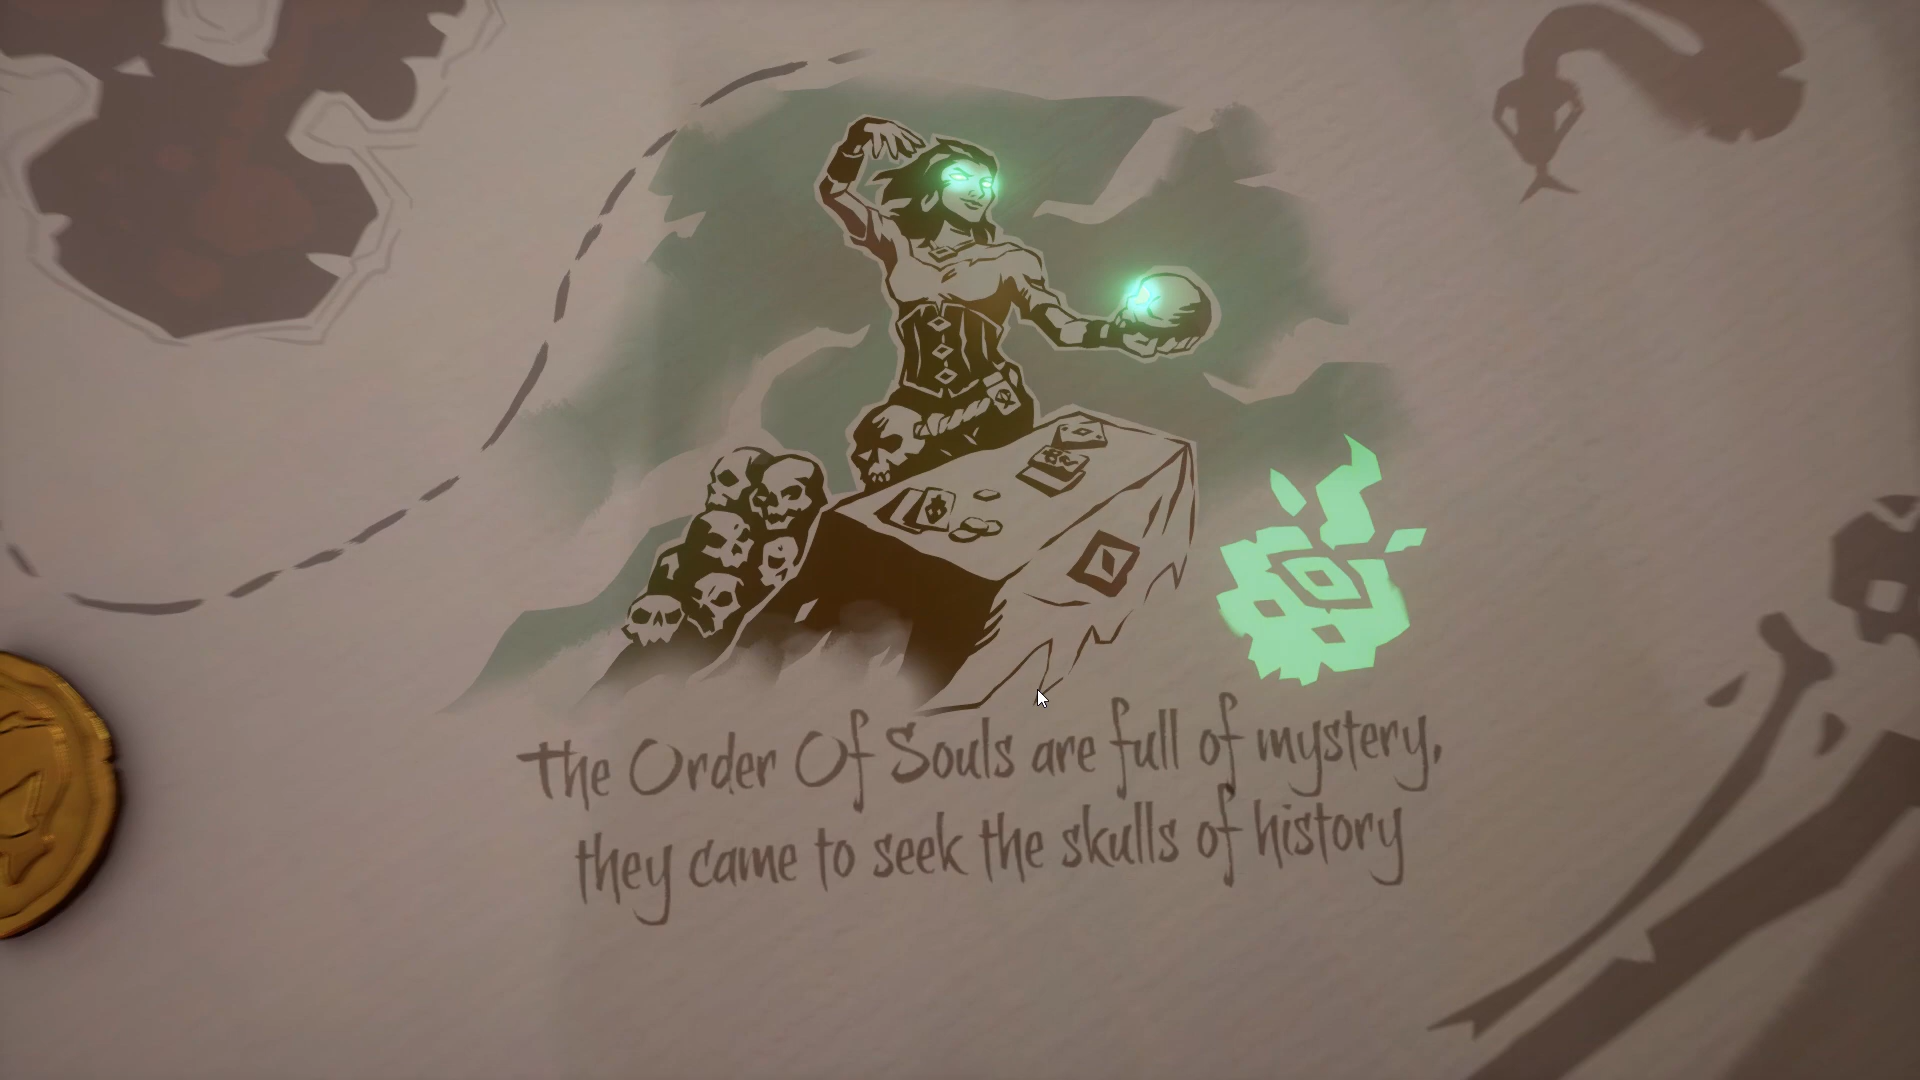 The Order Of Souls are full of mystery,
they came to seek the skulls of history